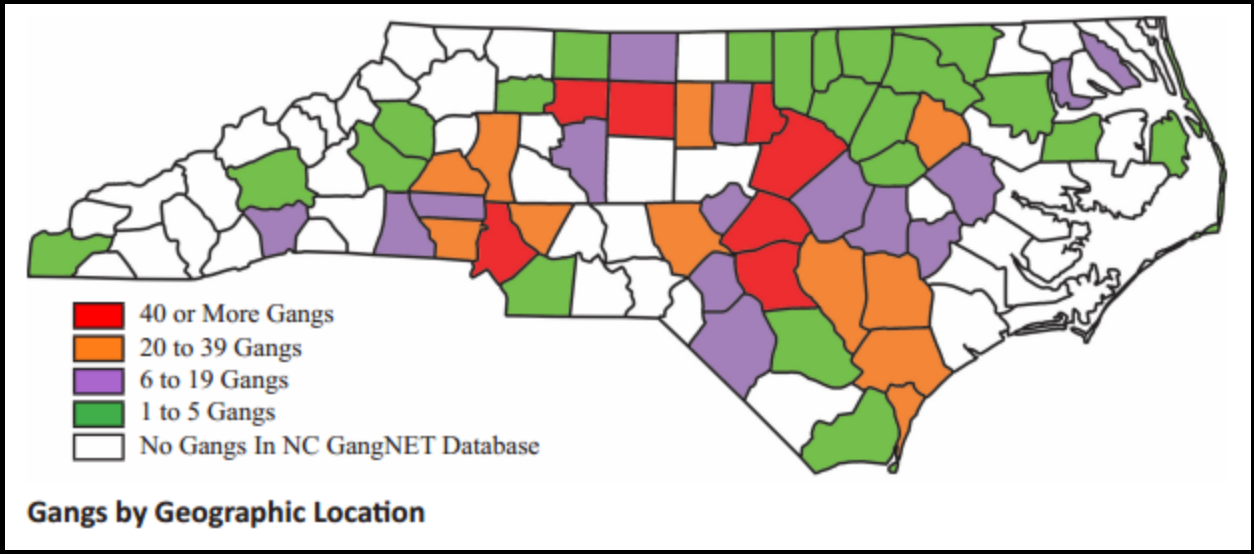 40 or More Gangs
20 to 39 Gangs
6 to 19 Gangs
1 to 5 Gangs
No Gangs In NC GangNET Database
Gangs by Geographic Location